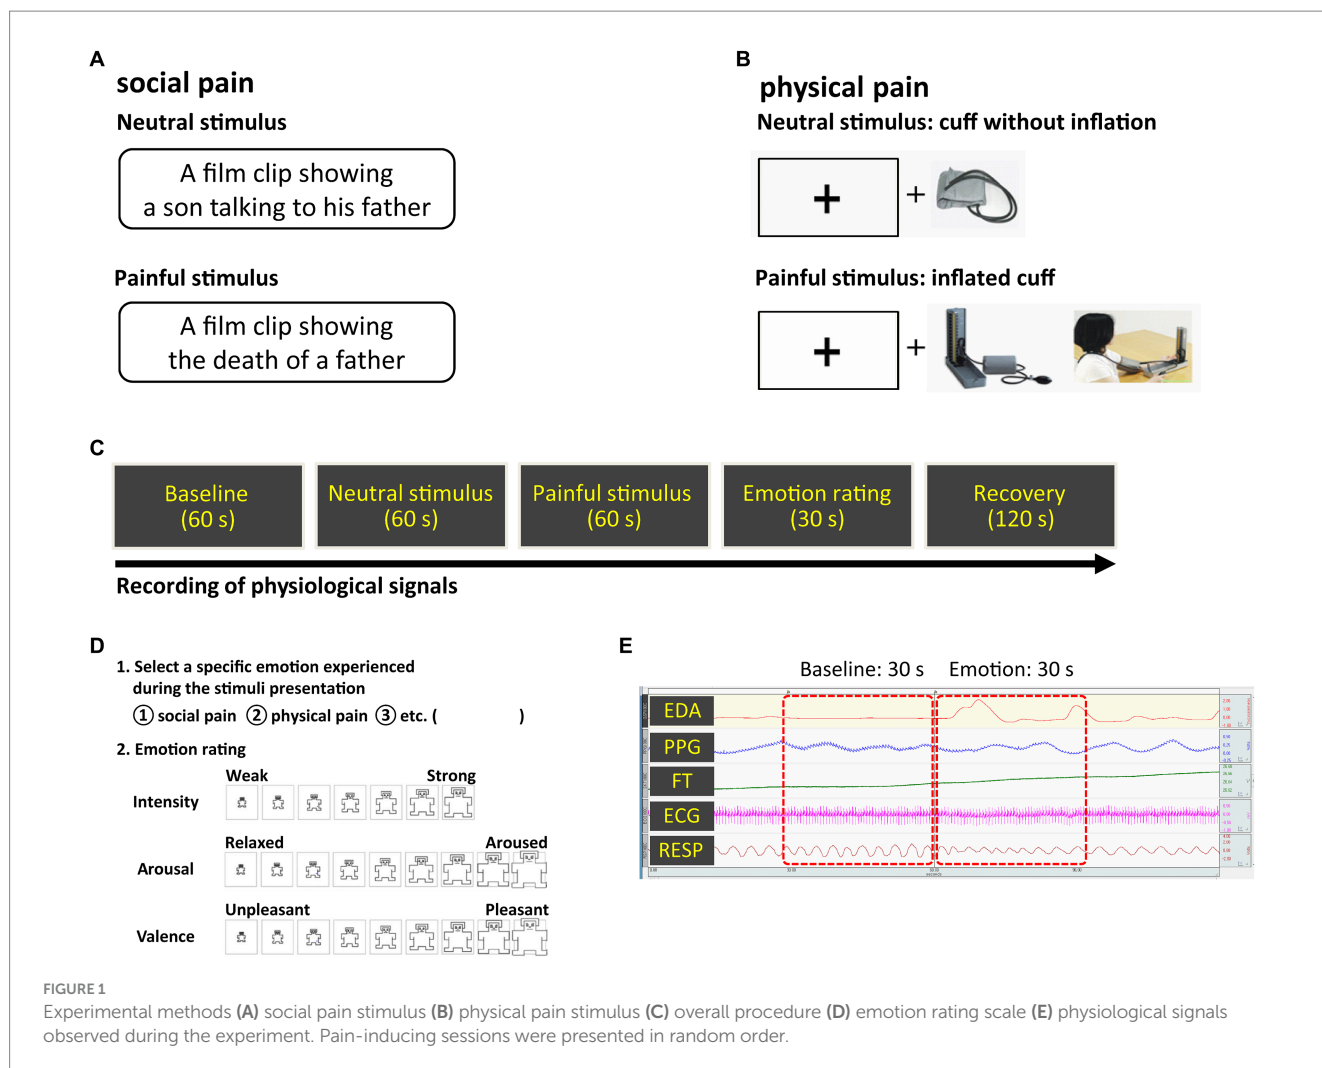 A
social pain
Neutral stimulus
A film clip showing
a son talking to his father
Painful stimulus
A film clip showing
the death of a father
B
physical pain
Neutral stimulus: cuff without inflation
+ +
Painful stimulus: inflated cuff
+ +
C
Baseline
(60 s)
Neutral stimulus
(60 s)
Painful stimulus
(60 s)
Emotion rating
(30 s)
Recovery
(120 s)
Recording of physiological signals
D
1. Select a specific emotion experienced
during the stimuli presentation
① social pain ② physical pain ③ etc. ( )
2. Emotion rating
Weak Strong
Intensity
Relaxed Aroused
Arousal
Unpleasant Pleasant
Valence
E
Baseline: 30 s Emotion: 30 s
EDA
PPG
FT
ECG
RESP
seconds
FIGURE 1
Experimental methods (A) social pain stimulus (B) physical pain stimulus (C) overall procedure (D) emotion rating scale (E) physiological signals
observed during the experiment. Pain-inducing sessions were presented in random order.